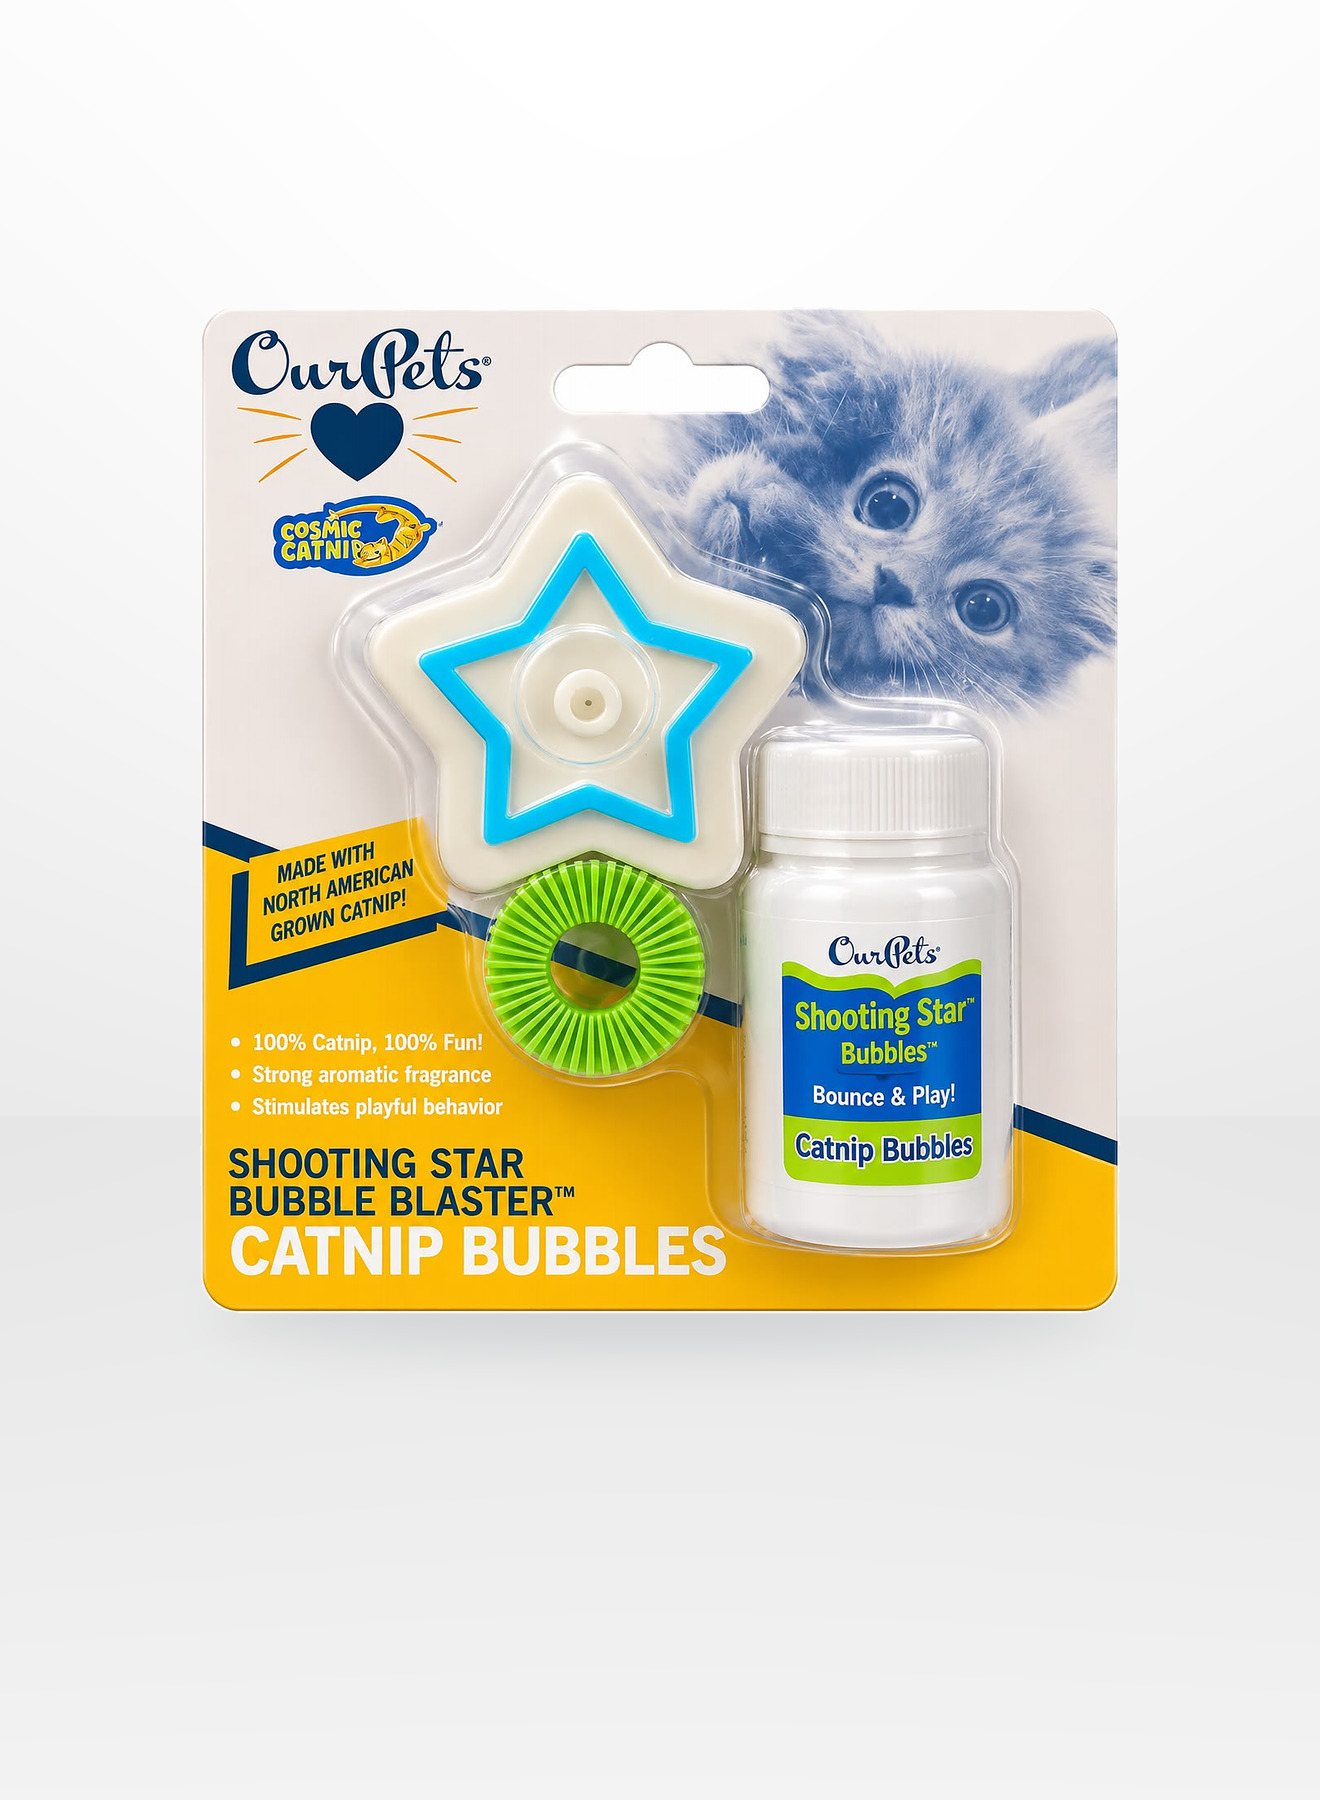 OurPets®
COSMIC
CATNIP
MADE WITH
NORTH AMERICAN
GROWN CATNIP!
• 100% Catnip, 100% Fun!
• Strong aromatic fragrance
• Stimulates playful behavior
SHOOTING STAR
BUBBLE BLASTER™
CATNIP BUBBLES
OurPets®
Shooting Star™
Bubbles™
Bounce & Play!
Catnip Bubbles